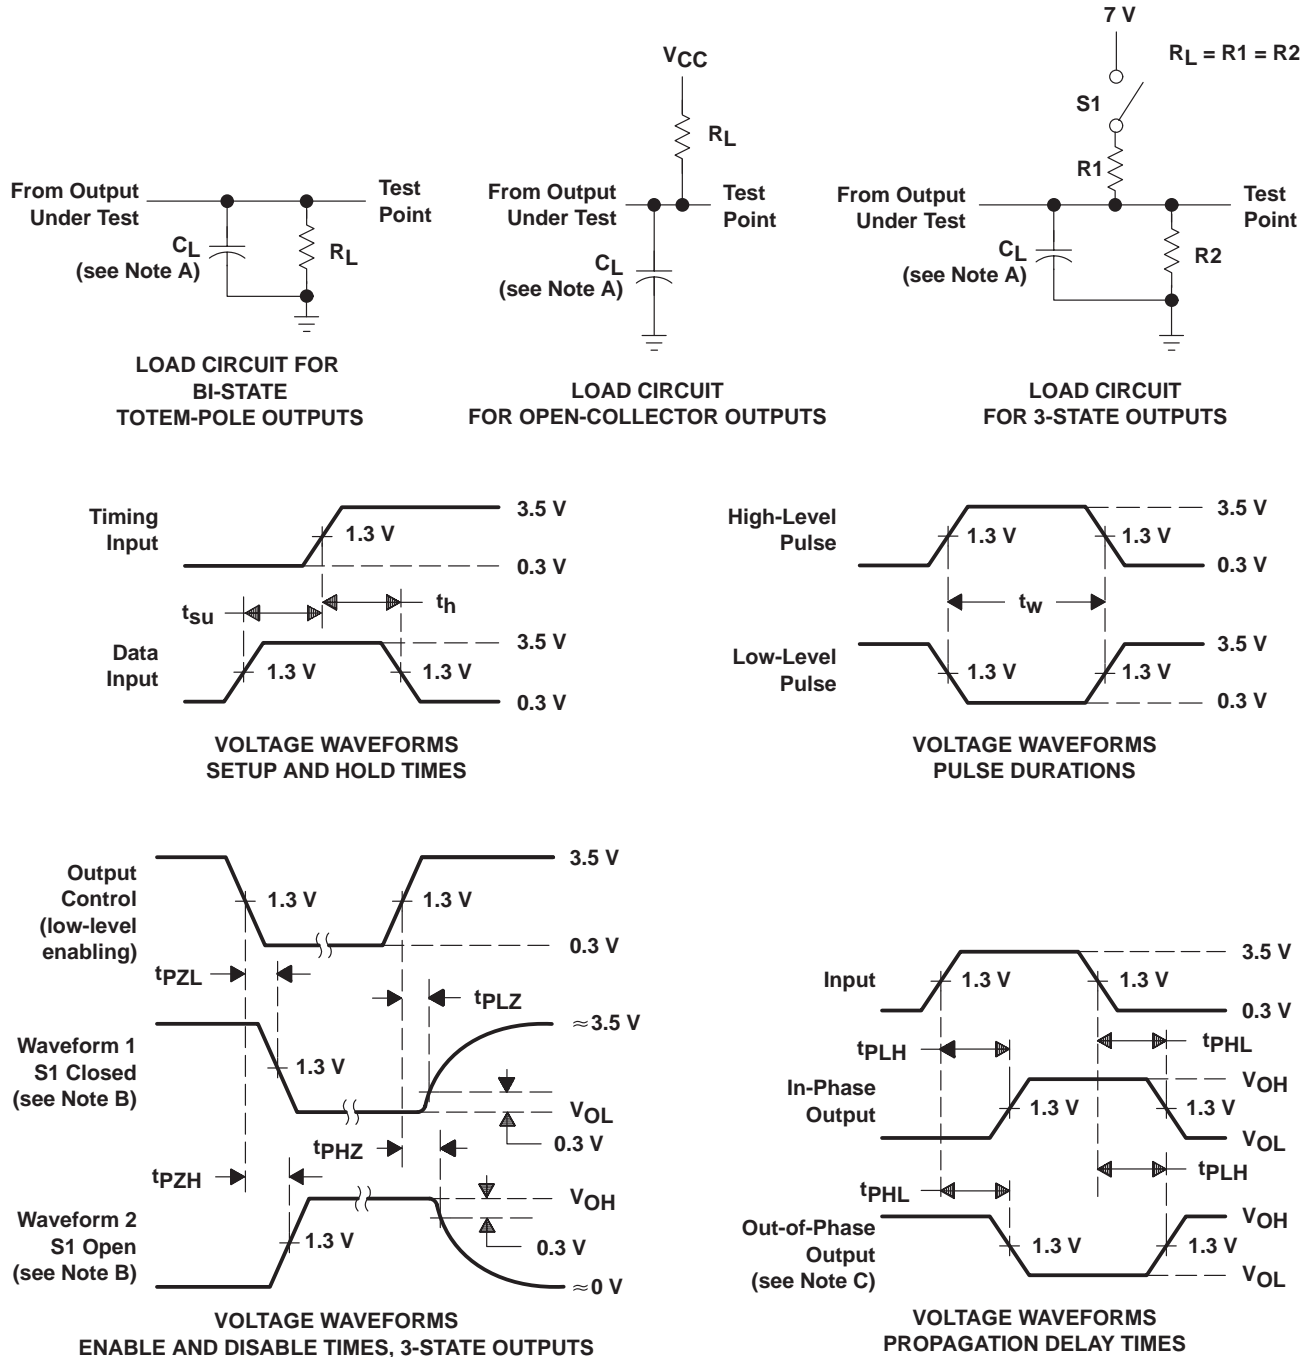 From Output
Under Test
Test
Point
CL
(see Note A)
RL
LOAD CIRCUIT FOR
BI-STATE
TOTEM-POLE OUTPUTS
VCC
RL
From Output
Under Test
Test
Point
CL
(see Note A)
LOAD CIRCUIT
FOR OPEN-COLLECTOR OUTPUTS
7 V
RL = R1 = R2
S1
R1
From Output
Under Test
Test
Point
CL
(see Note A)
R2
LOAD CIRCUIT
FOR 3-STATE OUTPUTS
Timing
Input
1.3 V
3.5 V
0.3 V
tsu
th
Data
Input
1.3 V
1.3 V
3.5 V
0.3 V
VOLTAGE WAVEFORMS
SETUP AND HOLD TIMES
High-Level
Pulse
1.3 V
1.3 V
3.5 V
0.3 V
tw
Low-Level
Pulse
1.3 V
1.3 V
3.5 V
0.3 V
VOLTAGE WAVEFORMS
PULSE DURATIONS
Output
Control
(low-level
enabling)
1.3 V
1.3 V
3.5 V
0.3 V
tPZL
tPLZ
Waveform 1
S1 Closed
(see Note B)
1.3 V
≈3.5 V
VOL
0.3 V
tPHZ
tPZH
Waveform 2
S1 Open
(see Note B)
1.3 V
VOH
0.3 V
≈0 V
VOLTAGE WAVEFORMS
ENABLE AND DISABLE TIMES, 3-STATE OUTPUTS
Input
1.3 V
1.3 V
3.5 V
0.3 V
tPLH
tPHL
In-Phase
Output
1.3 V
1.3 V
VOH
VOL
tPHL
tPLH
Out-of-Phase
Output
(see Note C)
1.3 V
1.3 V
VOH
VOL
VOLTAGE WAVEFORMS
PROPAGATION DELAY TIMES